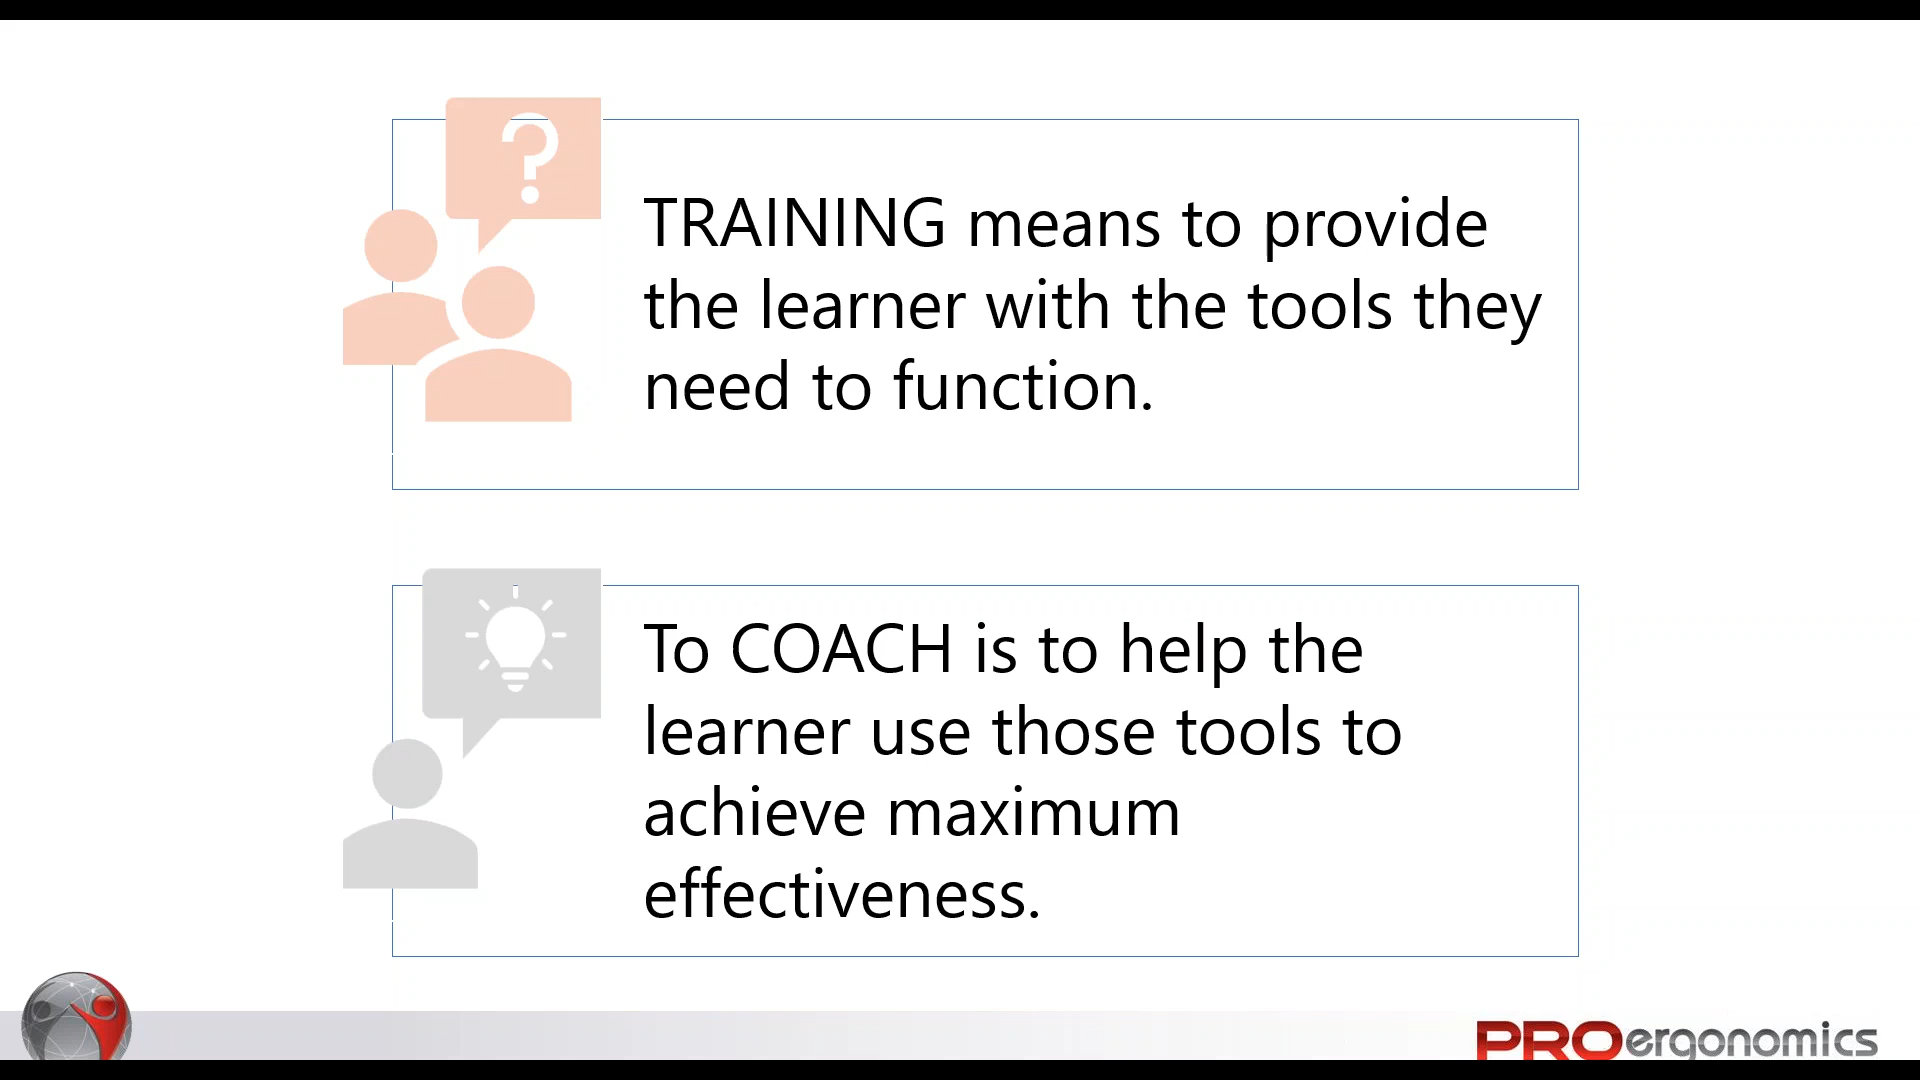 ?
TRAINING means to provide
the learner with the tools they
need to function.
To COACH is to help the
learner use those tools to
achieve maximum
effectiveness.
PROergonomics